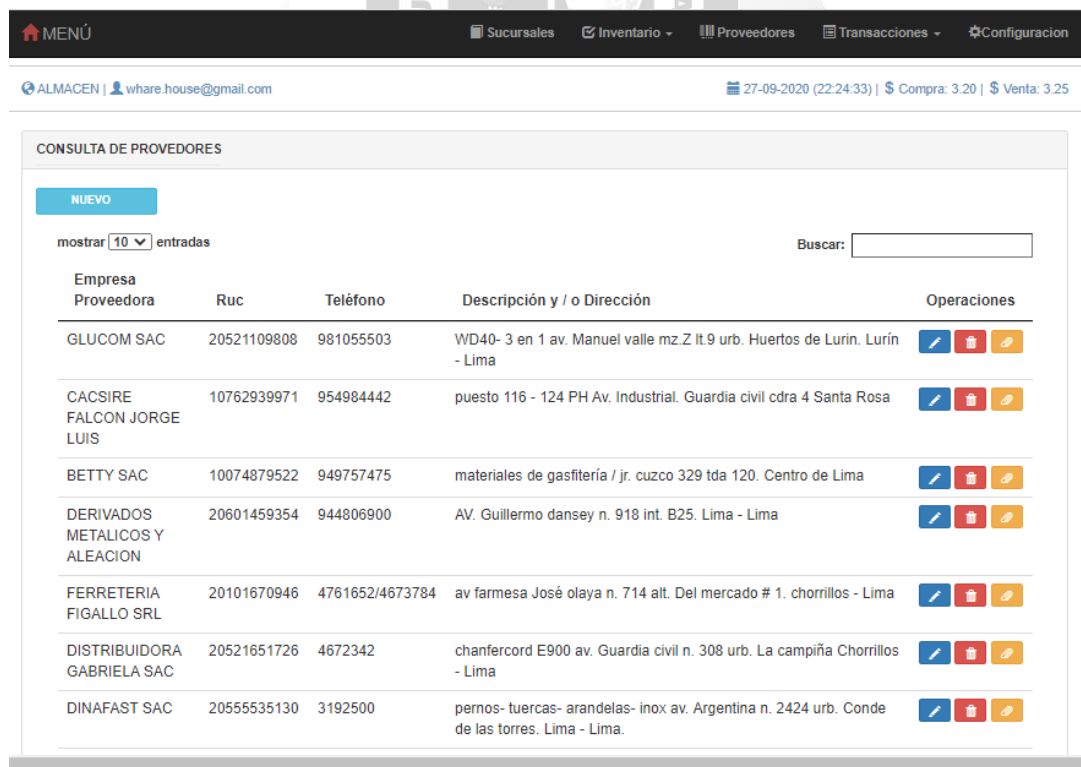 MENÚ Sucursales Inventario Proveedores Transacciones Configuracion
ALMACEN | whare.house@gmail.com 27-09-2020 (22:24:33) | $ Compra: 3.20 | $ Venta: 3.25
CONSULTA DE PROVEDORES
NUEVO
mostrar 10 entradas Buscar:
Empresa
Proveedora Ruc Teléfono Descripción y / o Dirección Operaciones
GLUCOM SAC 20521109808 981055503 WD40- 3 en 1 av. Manuel valle mz.Z lt.9 urb. Huertos de Lurin. Lurín
- Lima
CACSIRE 10762939971 954984442 puesto 116 - 124 PH Av. Industrial. Guardia civil cdra 4 Santa Rosa
FALCON JORGE
LUIS
BETTY SAC 10074879522 949757475 materiales de gasfitería / jr. cuzco 329 tda 120. Centro de Lima
DERIVADOS 20601459354 944806900 AV. Guillermo dansey n. 918 int. B25. Lima - Lima
METALICOS Y
ALEACION
FERRETERIA 20101670946 4761652/4673784 av farmesa José olaya n. 714 alt. Del mercado # 1. chorrillos - Lima
FIGALLO SRL
DISTRIBUIDORA 20521651726 4672342 chanfercord E900 av. Guardia civil n. 308 urb. La campiña Chorrillos
GABRIELA SAC - Lima
DINAFAST SAC 20555535130 3192500 pernos- tuercas- arandelas- inox av. Argentina n. 2424 urb. Conde
de las torres. Lima - Lima.